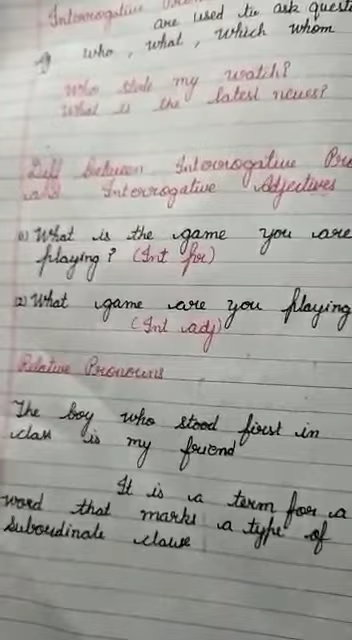 Interrogative
are used to ask quest
eg who, what, which whom
Who stole my watch?
What is the latest news?
Diff between Interrogative Pro
and Interrogative Adjectives
1) What is the game you are
playing? (Int pro)
2) What game are you playing
(Int adj)
Relative Pronouns
The boy who stood first in
class is my friend
It is a term for a
word that marks a type of
subordinate clause